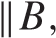 ∥ B,